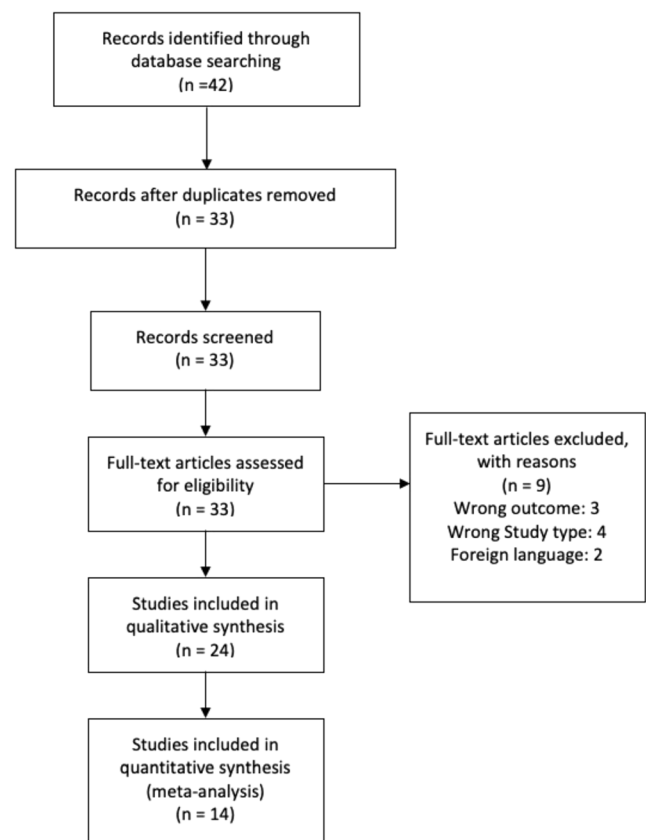 Records identified through
database searching
(n =42)
Records after duplicates removed
(n = 33)
Records screened
(n = 33)
Full-text articles assessed
for eligibility
(n = 33)
Full-text articles excluded,
with reasons
(n = 9)
Wrong outcome: 3
Wrong Study type: 4
Foreign language: 2
Studies included in
qualitative synthesis
(n = 24)
Studies included in
quantitative synthesis
(meta-analysis)
(n = 14)